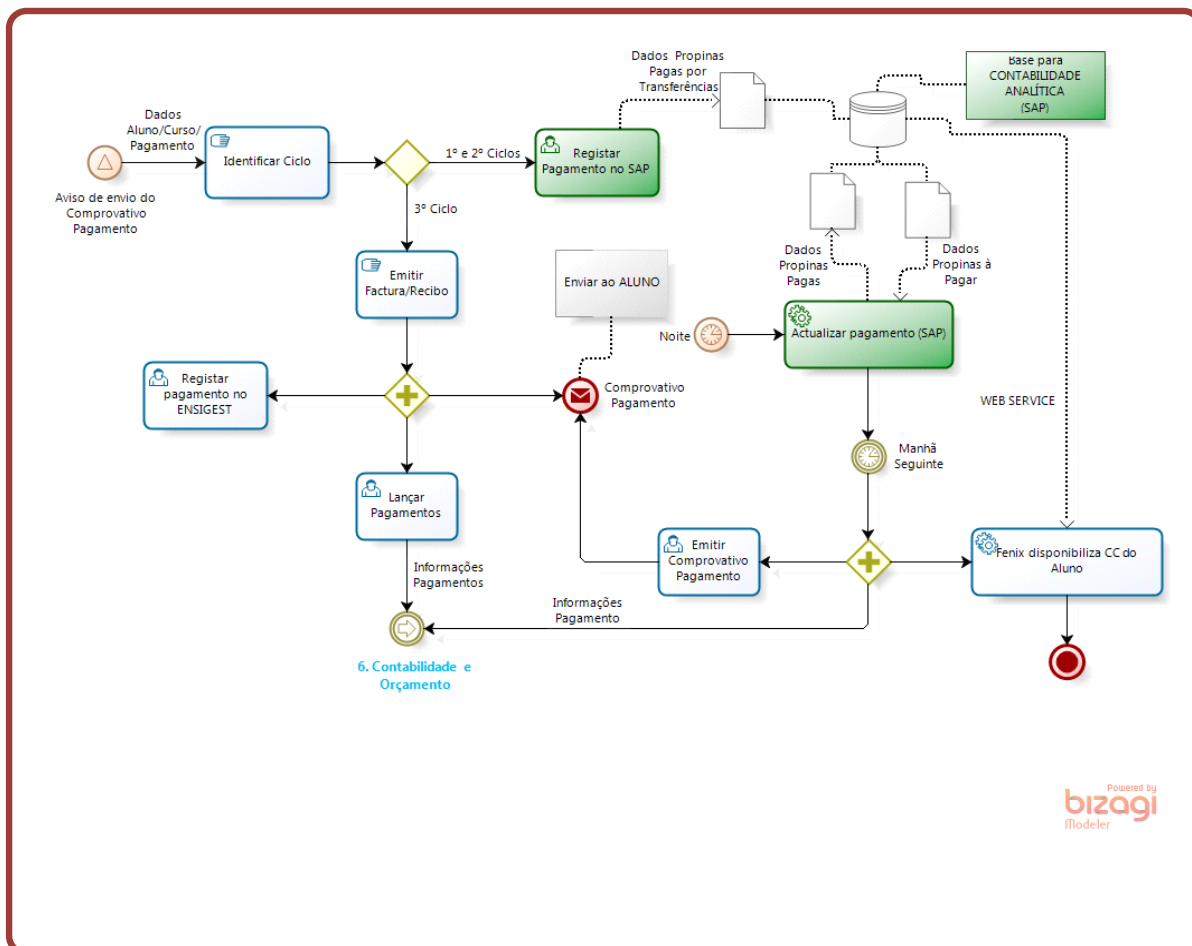 Dados
Aluno/Curso/
Pagamento
Aviso de envio do
Comprovativo
Pagamento
Identificar Ciclo
1º e 2º Ciclos
3º Ciclo
Registar
Pagamento no SAP
Dados Propinas
Pagas por
Transferências
Base para
CONTABILIDADE
ANALÍTICA
(SAP)
Emitir
Factura/Recibo
Enviar ao ALUNO
Dados
Propinas
Pagas
Dados
Propinas à
Pagar
Noite
Actualizar pagamento (SAP)
Registar
pagamento no
ENSIGEST
Comprovativo
Pagamento
WEB SERVICE
Manhã
Seguinte
Lançar
Pagamentos
Emitir
Comprovativo
Pagamento
Fenix disponibiliza CC do
Aluno
Informações
Pagamentos
Informações
Pagamento
6. Contabilidade e
Orçamento
Powered by
bizagi
Modeler